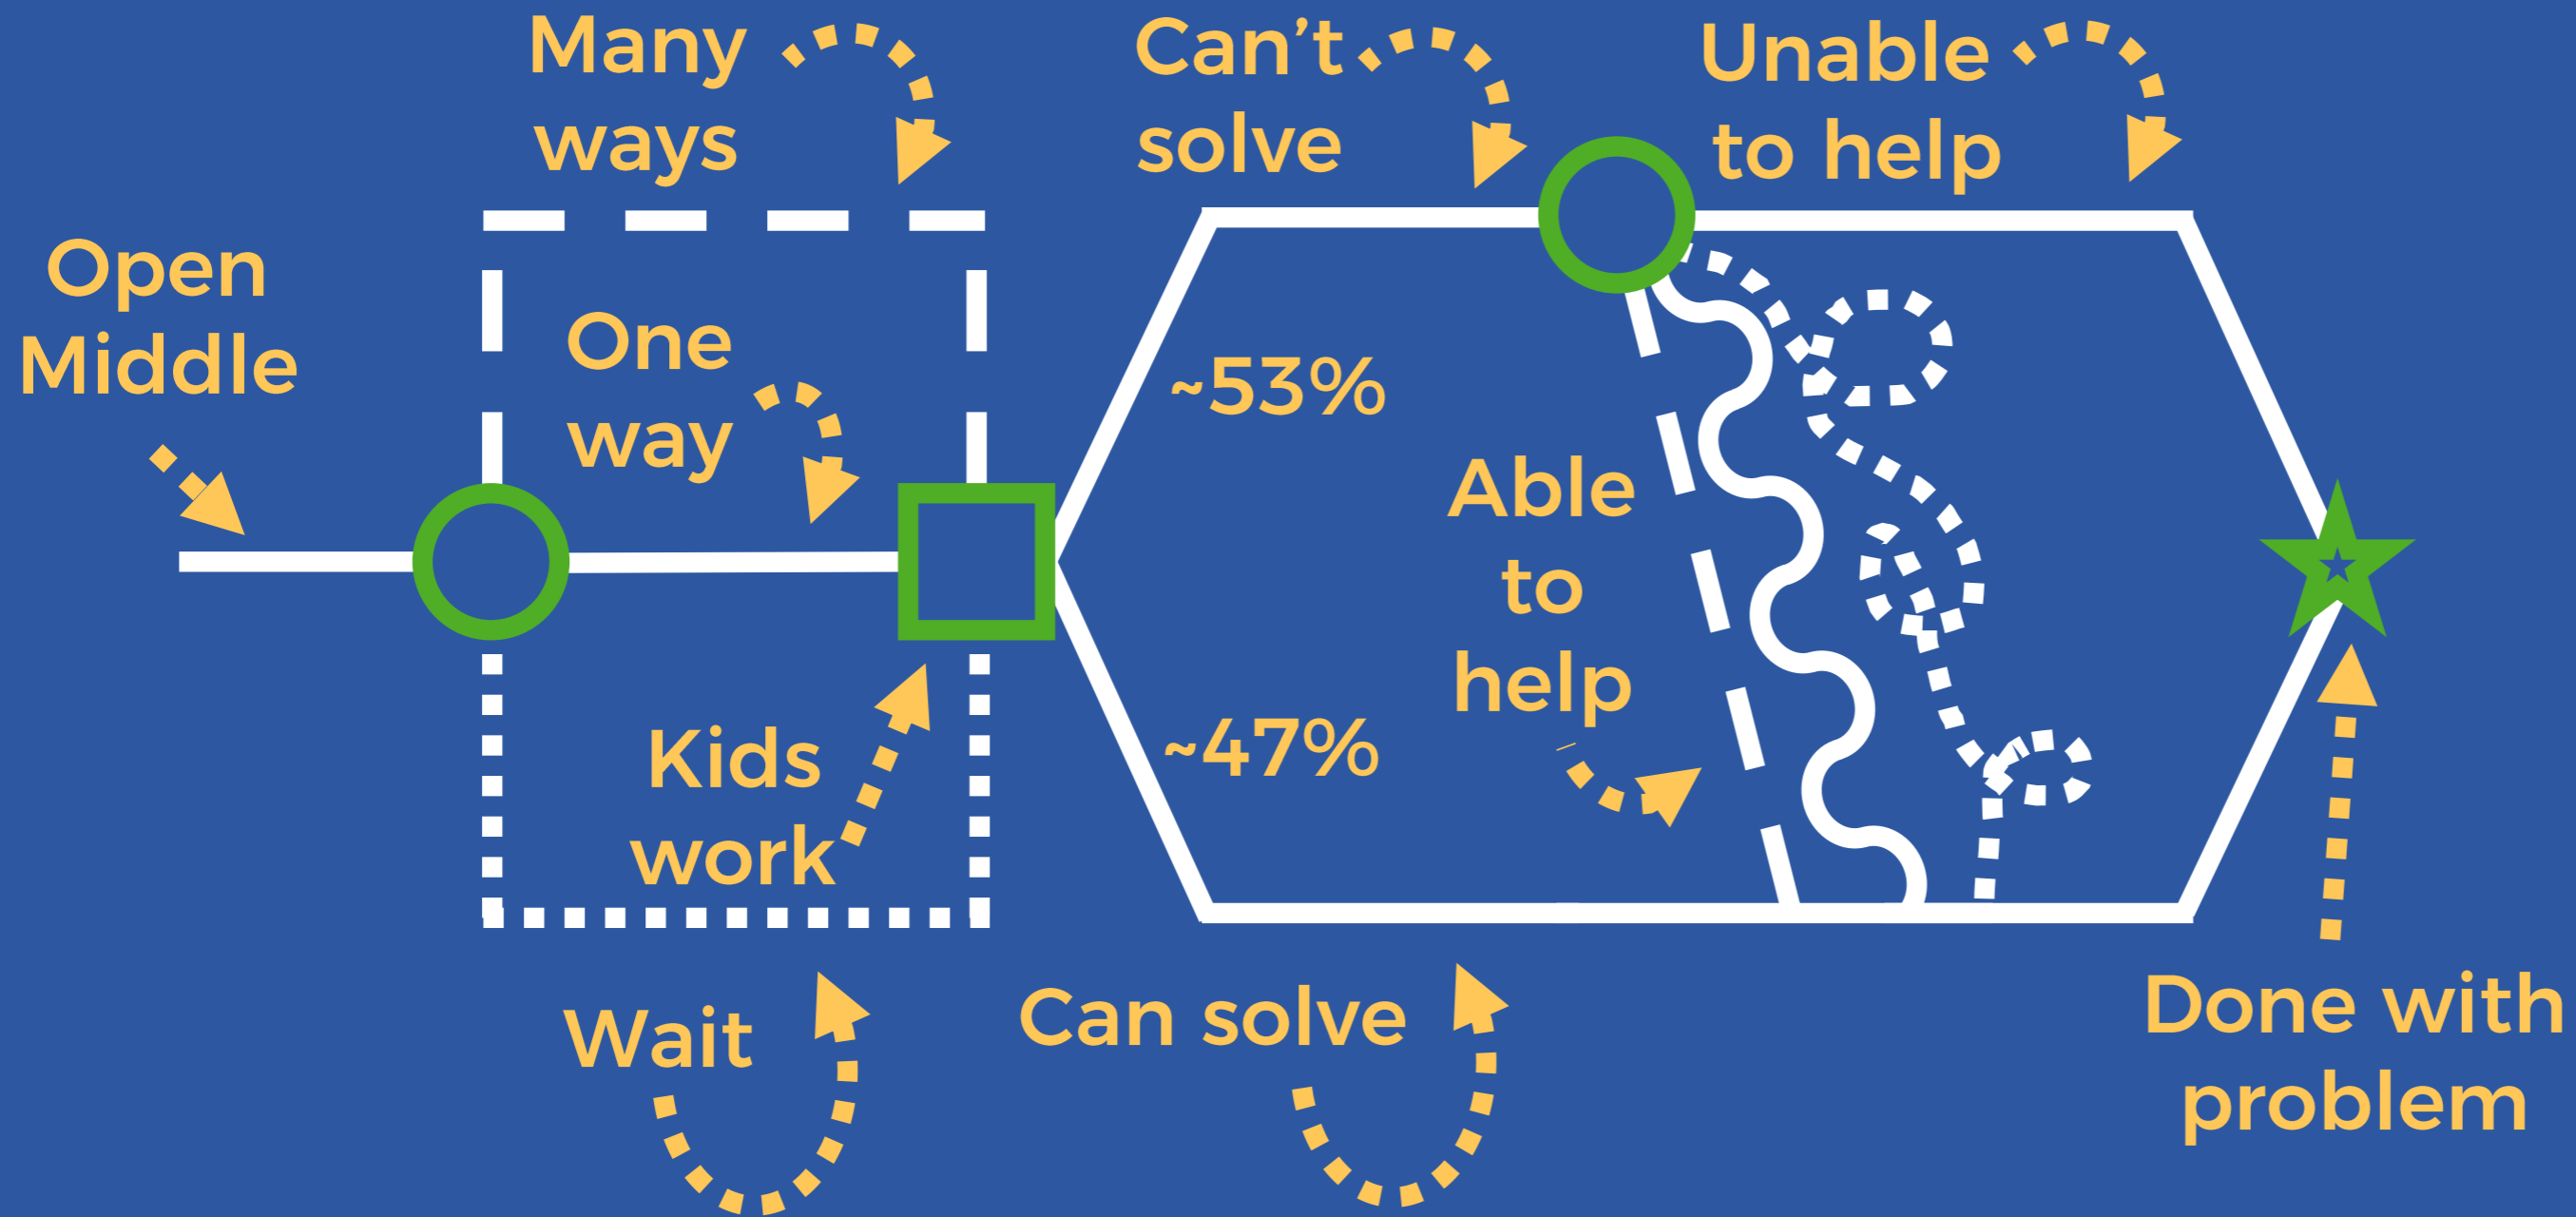 Many
ways
Can’t
solve
Unable
to help
Open
Middle
One
way
~53%
Able
to
help
~47%
Kids
work
Wait
Can solve
Done with
problem